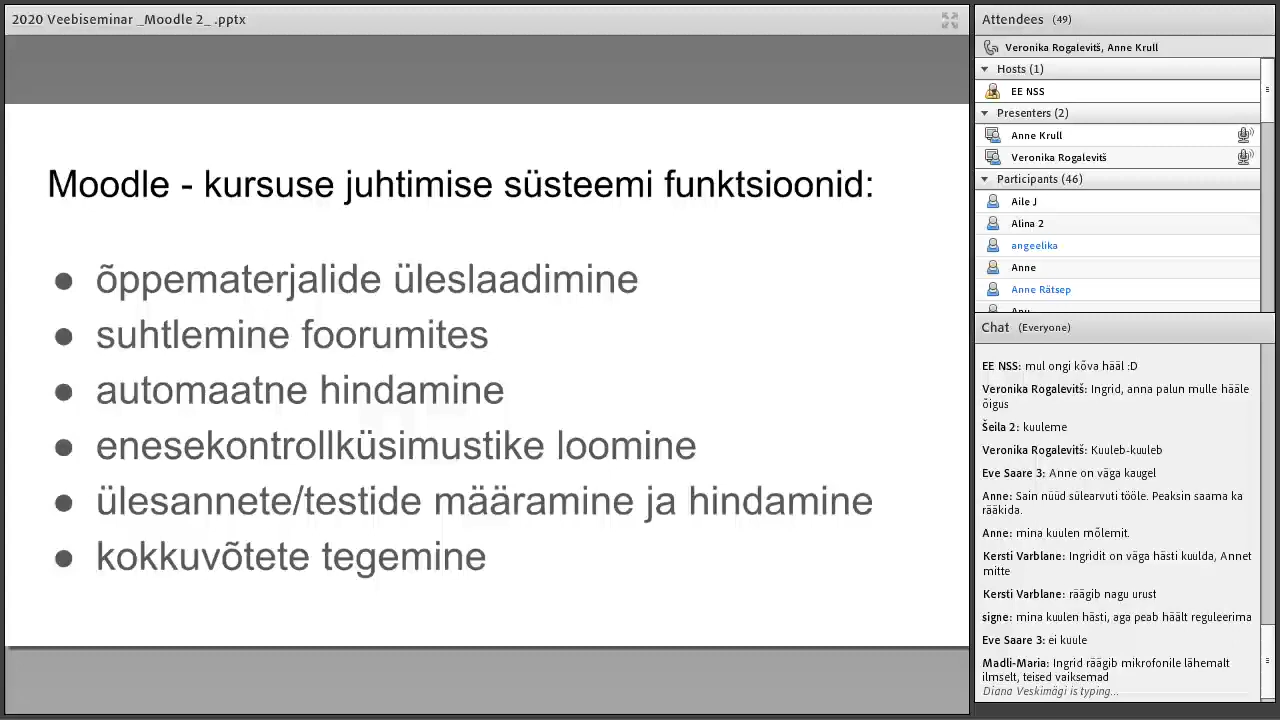 2020 Veebiseminar _Moodle 2_ .pptx
Moodle - kursuse juhtimise süsteemi funktsioonid:
● õppematerjalide üleslaadimine
● suhtlemine foorumites
● automaatne hindamine
● enesekontrollküsimustike loomine
● ülesannete/testide määramine ja hindamine
● kokkuvõtete tegemine
Attendees (49)
Veronika Rogalevitš, Anne Krull
Hosts (1)
EE NSS
Presenters (2)
Anne Krull
Veronika Rogalevitš
Participants (46)
Aile J
Alina 2
angeelika
Anne
Anne Rätsep
Chat (Everyone)
EE NSS: mul ongi kõva hääl :D
Veronika Rogalevitš: Ingrid, anna palun mulle hääle
õigus
Šeila 2: kuuleme
Veronika Rogalevitš: Kuuleb-kuuleb
Eve Saare 3: Anne on väga kaugel
Anne: Sain nüüd sülearvuti tööle. Peaksin saama ka
rääkida.
Anne: mina kuulen mõlemit.
Kersti Varblane: Ingridit on väga hästi kuulda, Annet
mitte
Kersti Varblane: räägib nagu urust
signe: mina kuulen hästi, aga peab häält reguleerima
Eve Saare 3: ei kuule
Madli-Maria: Ingrid räägib mikrofonile lähemalt
ilmselt, teised vaiksemad
Diana Veskimägi is typing...